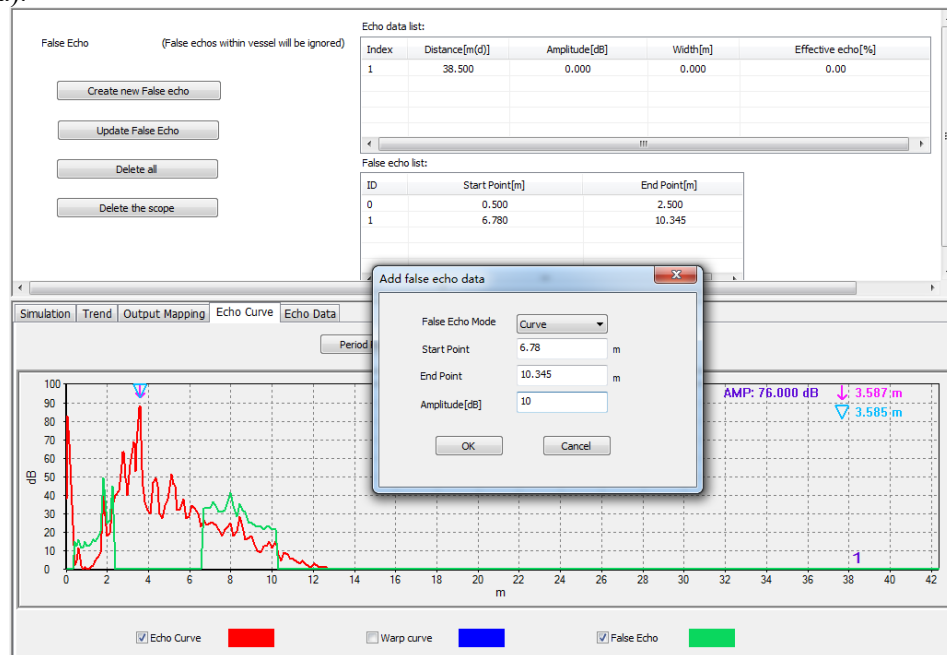 Echo data list:
False Echo (False echos within vessel will be ignored)
Index Distance[m(d)] Amplitude[dB] Width[m] Effective echo[%]
1 38.500 0.000 0.000 0.00
Create new False echo
Update False Echo
Delete all
Delete the scope
False echo list:
ID Start Point[m] End Point[m]
0 0.500 2.500
1 6.780 10.345
Add false echo data
False Echo Mode Curve
Start Point 6.78 m
End Point 10.345 m
Amplitude[dB] 10
OK Cancel
Simulation Trend Output Mapping Echo Curve Echo Data
Period
AMP: 76.000 dB 3.587 m
3.585 m
100
90
80
70
60
50
40
30
20
10
0
dB
1
0 2 4 6 8 10 12 14 16 18 20 22 24 26 28 30 32 34 36 38 40 42
m
Echo Curve Warp curve False Echo